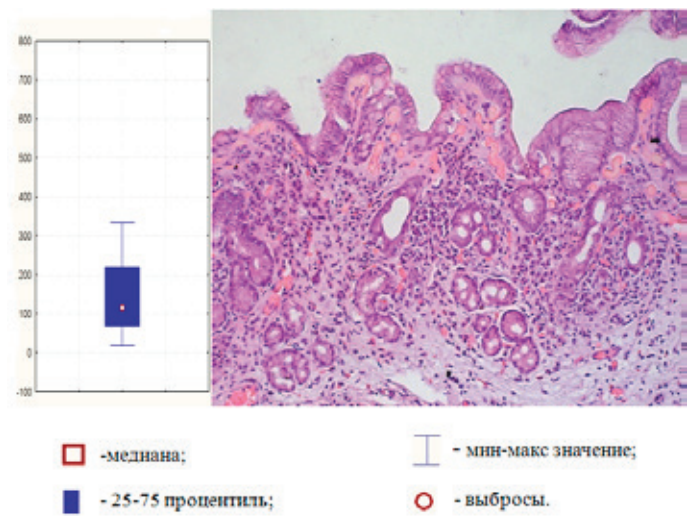 800
700
600
500
400
300
200
100
0
-100
-медиана;
- мин-макс значение;
- 25-75 процентиль;
- выбросы.